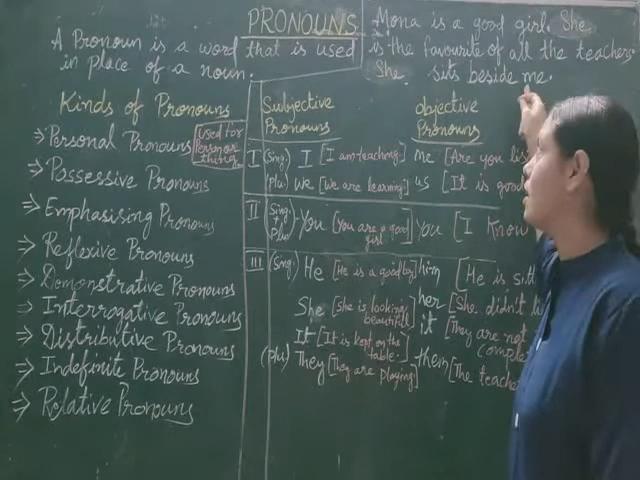 PRONOUNS
A Pronoun is a word that is used
in place of a noun.
Mona is a good girl. She
is the favourite of all the teachers.
She sits beside me.
Kinds of Pronouns
⇒ Personal Pronouns [used for
Person or
thing]
⇒ Possessive Pronouns
⇒ Emphasising Pronouns
⇒ Reflexive Pronouns
⇒ Demonstrative Pronouns
⇒ Interrogative Pronouns
⇒ Distributive Pronouns
⇒ Indefinite Pronouns
⇒ Relative Pronouns
Subjective
Pronouns
objective
Pronouns
I (Sing) I [I am teaching.] me [Are you
(Plu) we [We are learning] us [It is good
II (Sing + Plu) You [You are a good
girl] you [I know
III (Sing) He [He is a good boy] him [He is
She [she is looking
beautiful] her [She didn't
It [It is kept on the
table.] it [They are not
(plu) They [They are playing] them [The